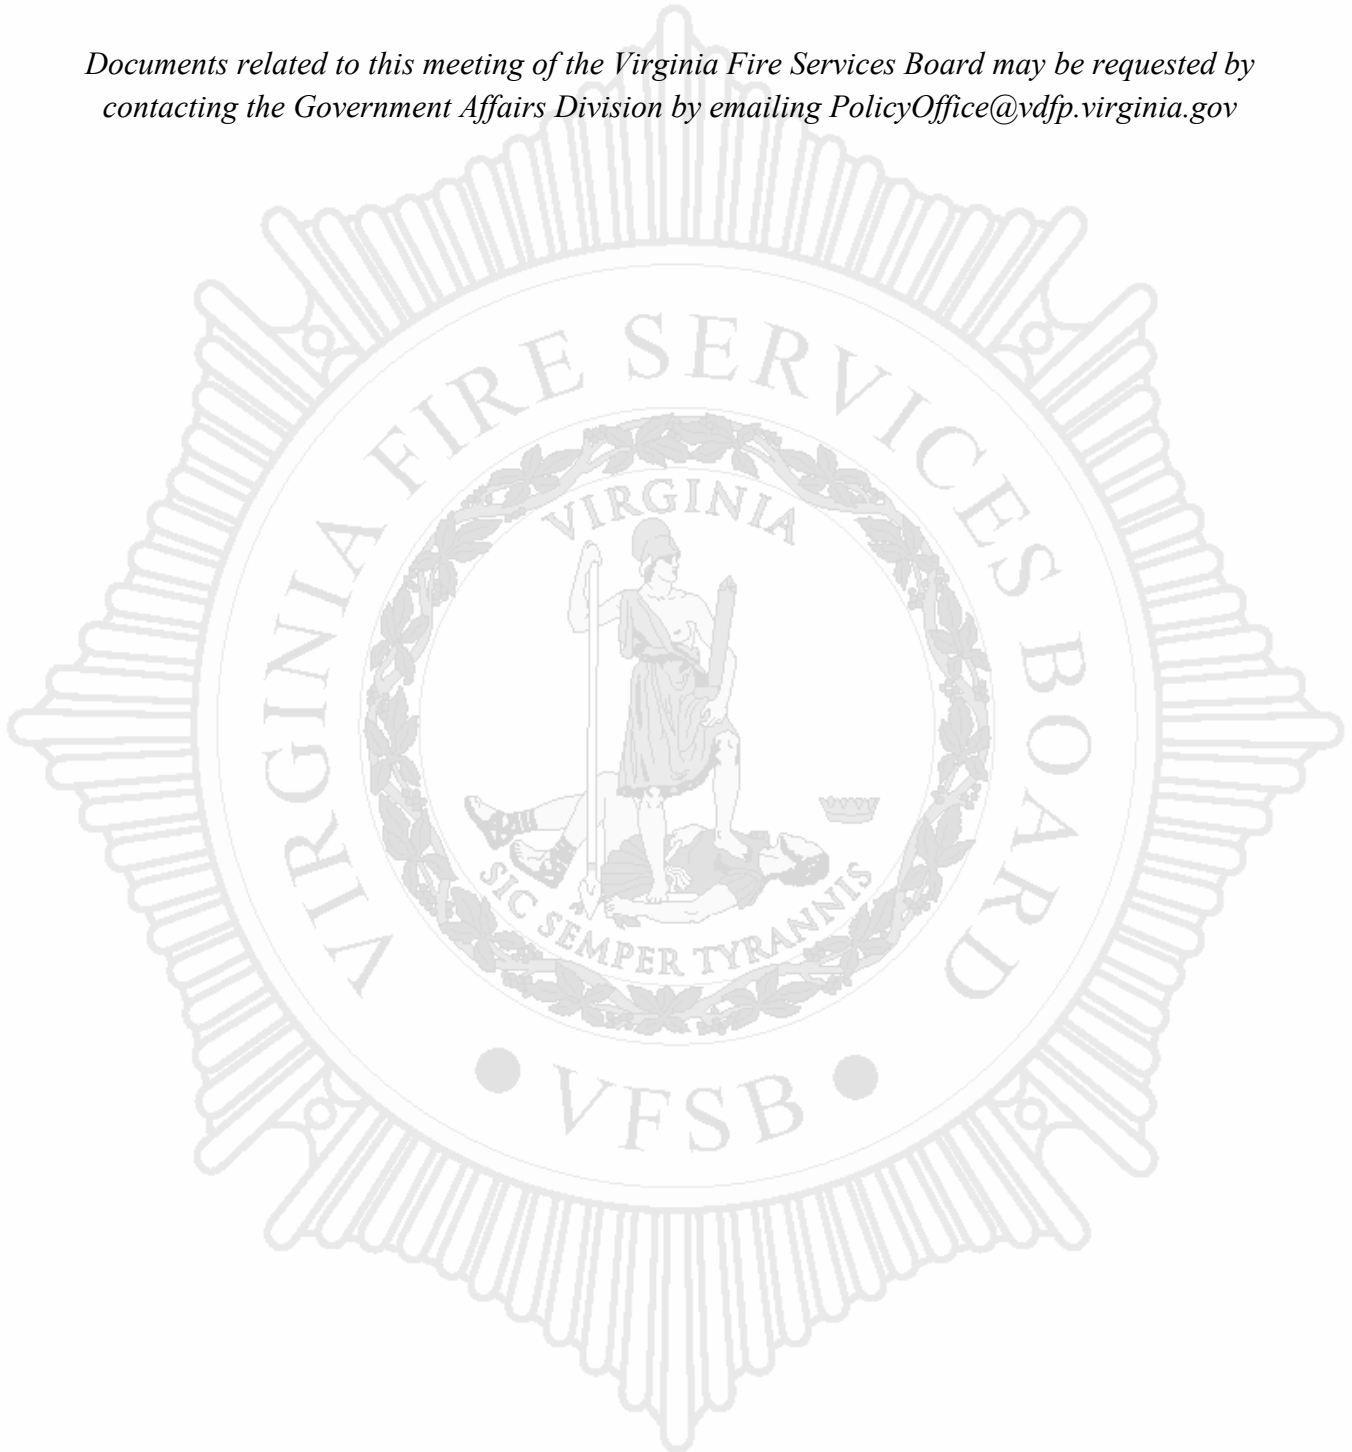 Documents related to this meeting of the Virginia Fire Services Board may be requested by
contacting the Government Affairs Division by emailing PolicyOffice@vdfp.virginia.gov
VIRGINIA FIRE SERVICES BOARD
VIRGINIA
SIC SEMPER TYRANNIS
• VFSB •